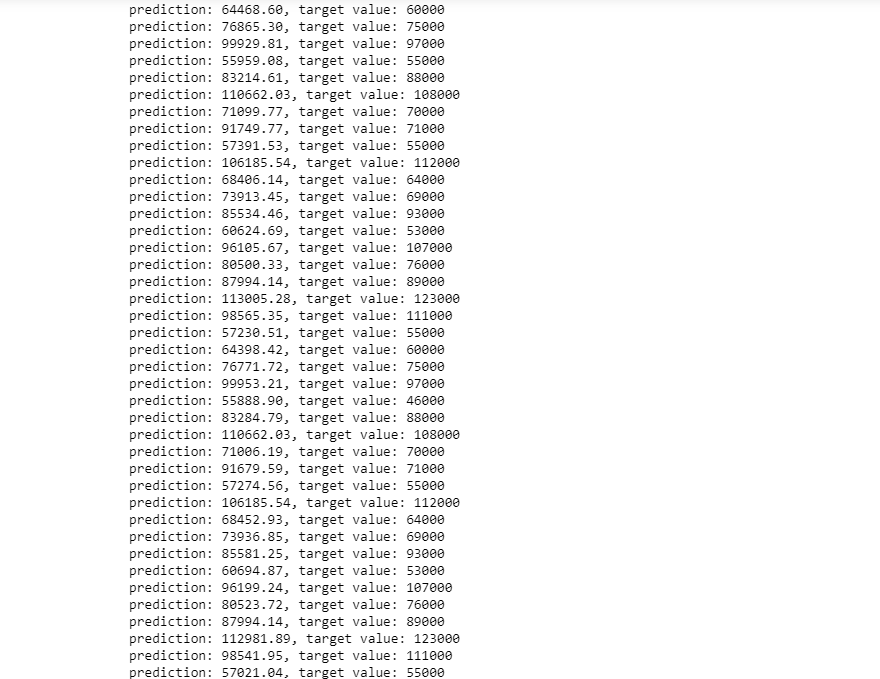 prediction: 64468.60, target value: 60000
prediction: 76865.30, target value: 75000
prediction: 99929.81, target value: 97000
prediction: 55959.08, target value: 55000
prediction: 83214.61, target value: 88000
prediction: 110662.03, target value: 108000
prediction: 71099.77, target value: 70000
prediction: 91749.77, target value: 71000
prediction: 57391.53, target value: 55000
prediction: 106185.54, target value: 112000
prediction: 68406.14, target value: 64000
prediction: 73913.45, target value: 69000
prediction: 85534.46, target value: 93000
prediction: 60624.69, target value: 53000
prediction: 96105.67, target value: 107000
prediction: 80500.33, target value: 76000
prediction: 87994.14, target value: 89000
prediction: 113005.28, target value: 123000
prediction: 98565.35, target value: 111000
prediction: 57230.51, target value: 55000
prediction: 64398.42, target value: 60000
prediction: 76771.72, target value: 75000
prediction: 99953.21, target value: 97000
prediction: 55888.90, target value: 46000
prediction: 83284.79, target value: 88000
prediction: 110662.03, target value: 108000
prediction: 71006.19, target value: 70000
prediction: 91679.59, target value: 71000
prediction: 57274.56, target value: 55000
prediction: 106185.54, target value: 112000
prediction: 68452.93, target value: 64000
prediction: 73936.85, target value: 69000
prediction: 85581.25, target value: 93000
prediction: 60694.87, target value: 53000
prediction: 96199.24, target value: 107000
prediction: 80523.72, target value: 76000
prediction: 87994.14, target value: 89000
prediction: 112981.89, target value: 123000
prediction: 98541.95, target value: 111000
prediction: 57021.04, target value: 55000